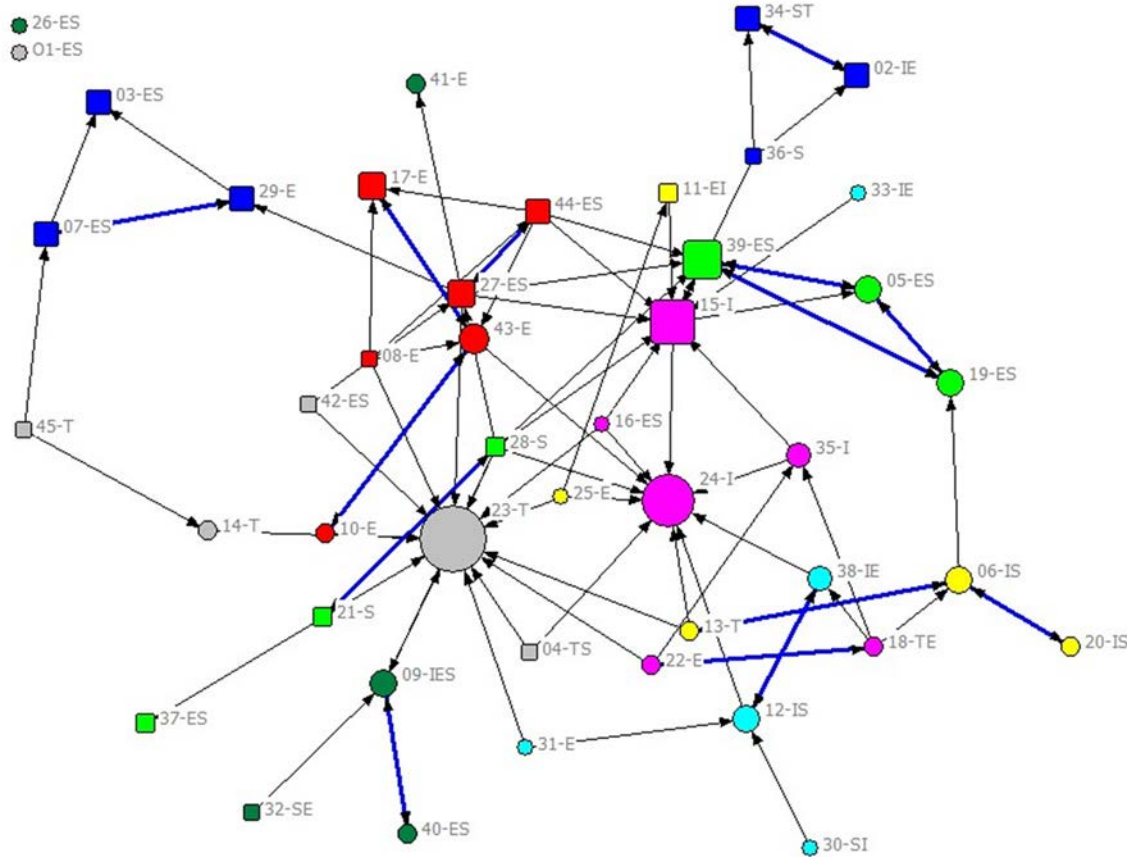 34-ST
26-ES
O1-ES
02-IE
41-E
03-ES
36-S
17-E
11-EI
33-IE
29-E
44-ES
07-ES
39-ES
05-ES
27-ES
15-I
43-E
08-E
19-ES
42-ES
16-ES
45-T
28-S
35-I
24-I
25-E
23-T
14-T
10-E
38-IE
06-IS
21-S
13-T
04-TS
18-TE
20-IS
22-E
09-IES
12-IS
37-ES
31-E
32-SE
40-ES
30-SI